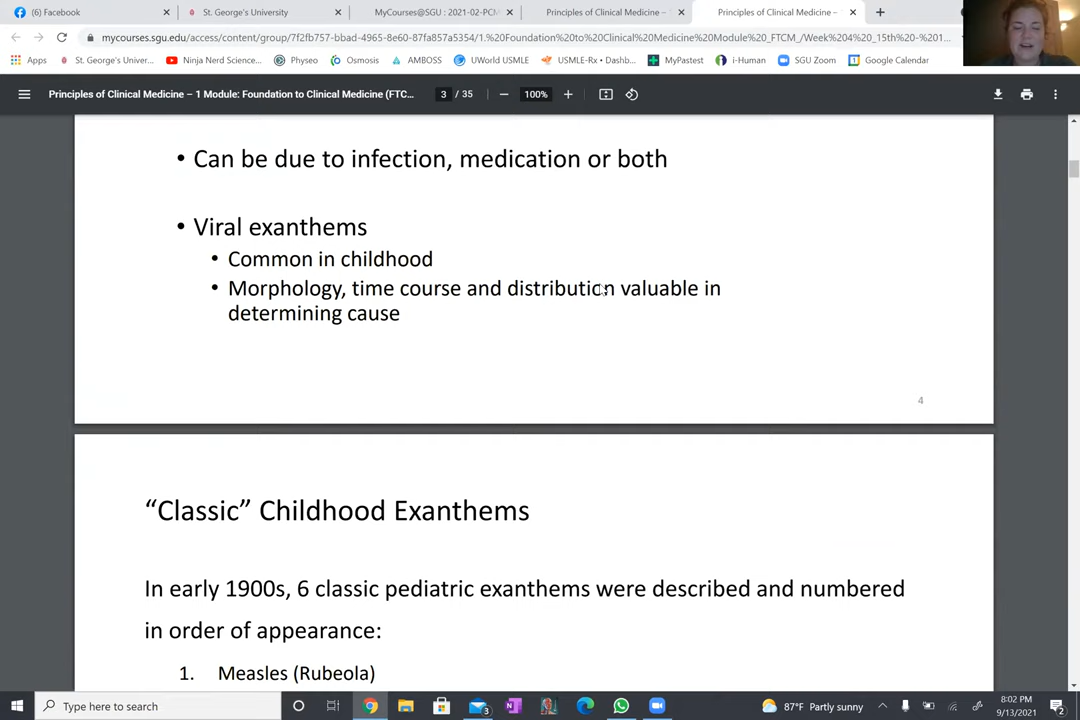 (6) Facebook
St. George's University
MyCourses@SGU : 2021-02-PCM
Principles of Clinical Medicine –
Principles of Clinical Medicine –
mycourses.sgu.edu/access/content/group/7f2fb757-bbad-4965-8e60-87fa857a5354/1.%20Foundation%20to%20Clinical%20Medicine%20Module%20_FTCM_/Week%204%20_15th%20-%201...
Apps
St. George's Univer...
Ninja Nerd Science...
Physeo
Osmosis
AMBOSS
UWorld USMLE
USMLE-Rx • Dashb...
MyPastest
i-Human
SGU Zoom
Google Calendar
Principles of Clinical Medicine – 1 Module: Foundation to Clinical Medicine (FTC...
3 / 35
100%
• Can be due to infection, medication or both
• Viral exanthems
• Common in childhood
• Morphology, time course and distribution valuable in
determining cause
4
“Classic” Childhood Exanthems
In early 1900s, 6 classic pediatric exanthems were described and numbered
in order of appearance:
1. Measles (Rubeola)
Type here to search
3
87°F Partly sunny
8:02 PM
9/13/2021
2